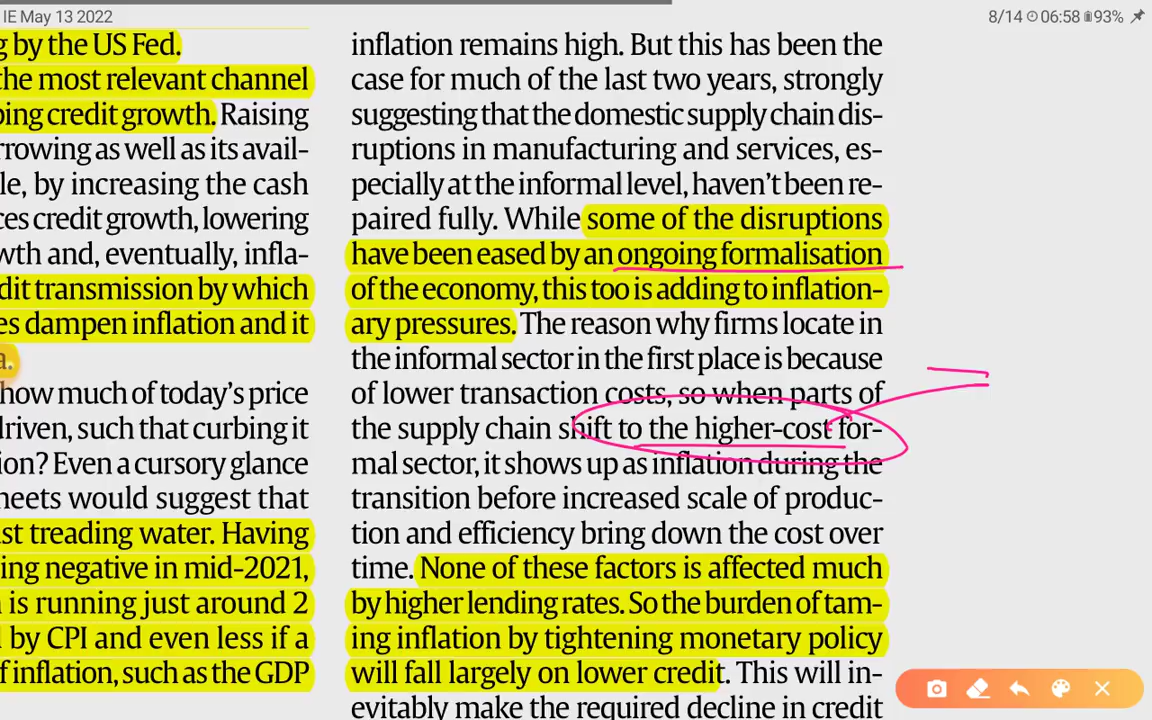 IE May 13 2022
8/14 06:58 93%
g by the US Fed.
the most relevant channel
ping credit growth. Raising
rrowing as well as its avail-
le, by increasing the cash
ces credit growth, lowering
wth and, eventually, infla-
dit transmission by which
es dampen inflation and it
a.
how much of today's price
driven, such that curbing it
ion? Even a cursory glance
heets would suggest that
st treading water. Having
ing negative in mid-2021,
is running just around 2
by CPI and even less if a
f inflation, such as the GDP
inflation remains high. But this has been the
case for much of the last two years, strongly
suggesting that the domestic supply chain dis-
ruptions in manufacturing and services, es-
pecially at the informal level, haven't been re-
paired fully. While some of the disruptions
have been eased by an ongoing formalisation
of the economy, this too is adding to inflation-
ary pressures. The reason why firms locate in
the informal sector in the first place is because
of lower transaction costs, so when parts of
the supply chain shift to the higher-cost for-
mal sector, it shows up as inflation during the
transition before increased scale of produc-
tion and efficiency bring down the cost over
time. None of these factors is affected much
by higher lending rates. So the burden of tam-
ing inflation by tightening monetary policy
will fall largely on lower credit. This will in-
evitably make the required decline in credit